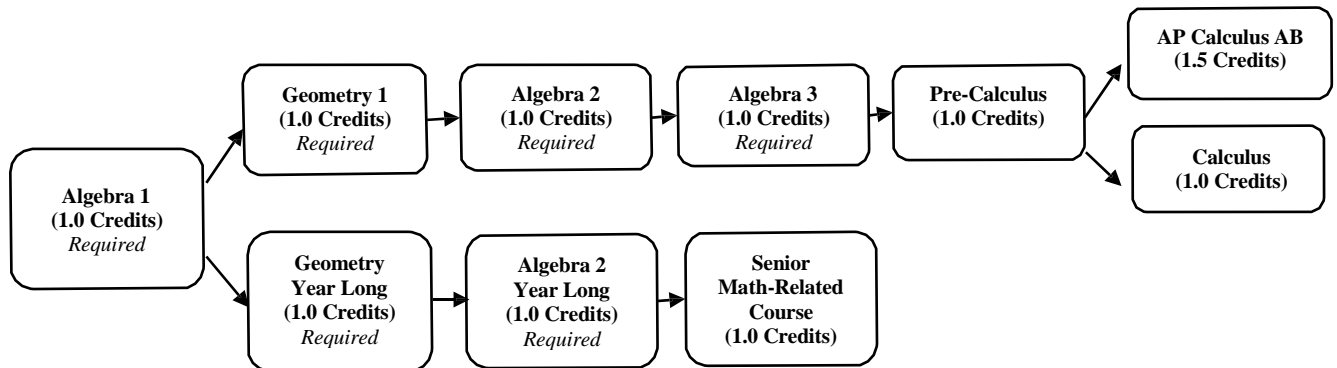 Algebra 1
(1.0 Credits)
Required
Geometry 1
(1.0 Credits)
Required
Algebra 2
(1.0 Credits)
Required
Algebra 3
(1.0 Credits)
Required
Pre-Calculus
(1.0 Credits)
AP Calculus AB
(1.5 Credits)
Calculus
(1.0 Credits)
Geometry
Year Long
(1.0 Credits)
Required
Algebra 2
Year Long
(1.0 Credits)
Required
Senior
Math-Related
Course
(1.0 Credits)